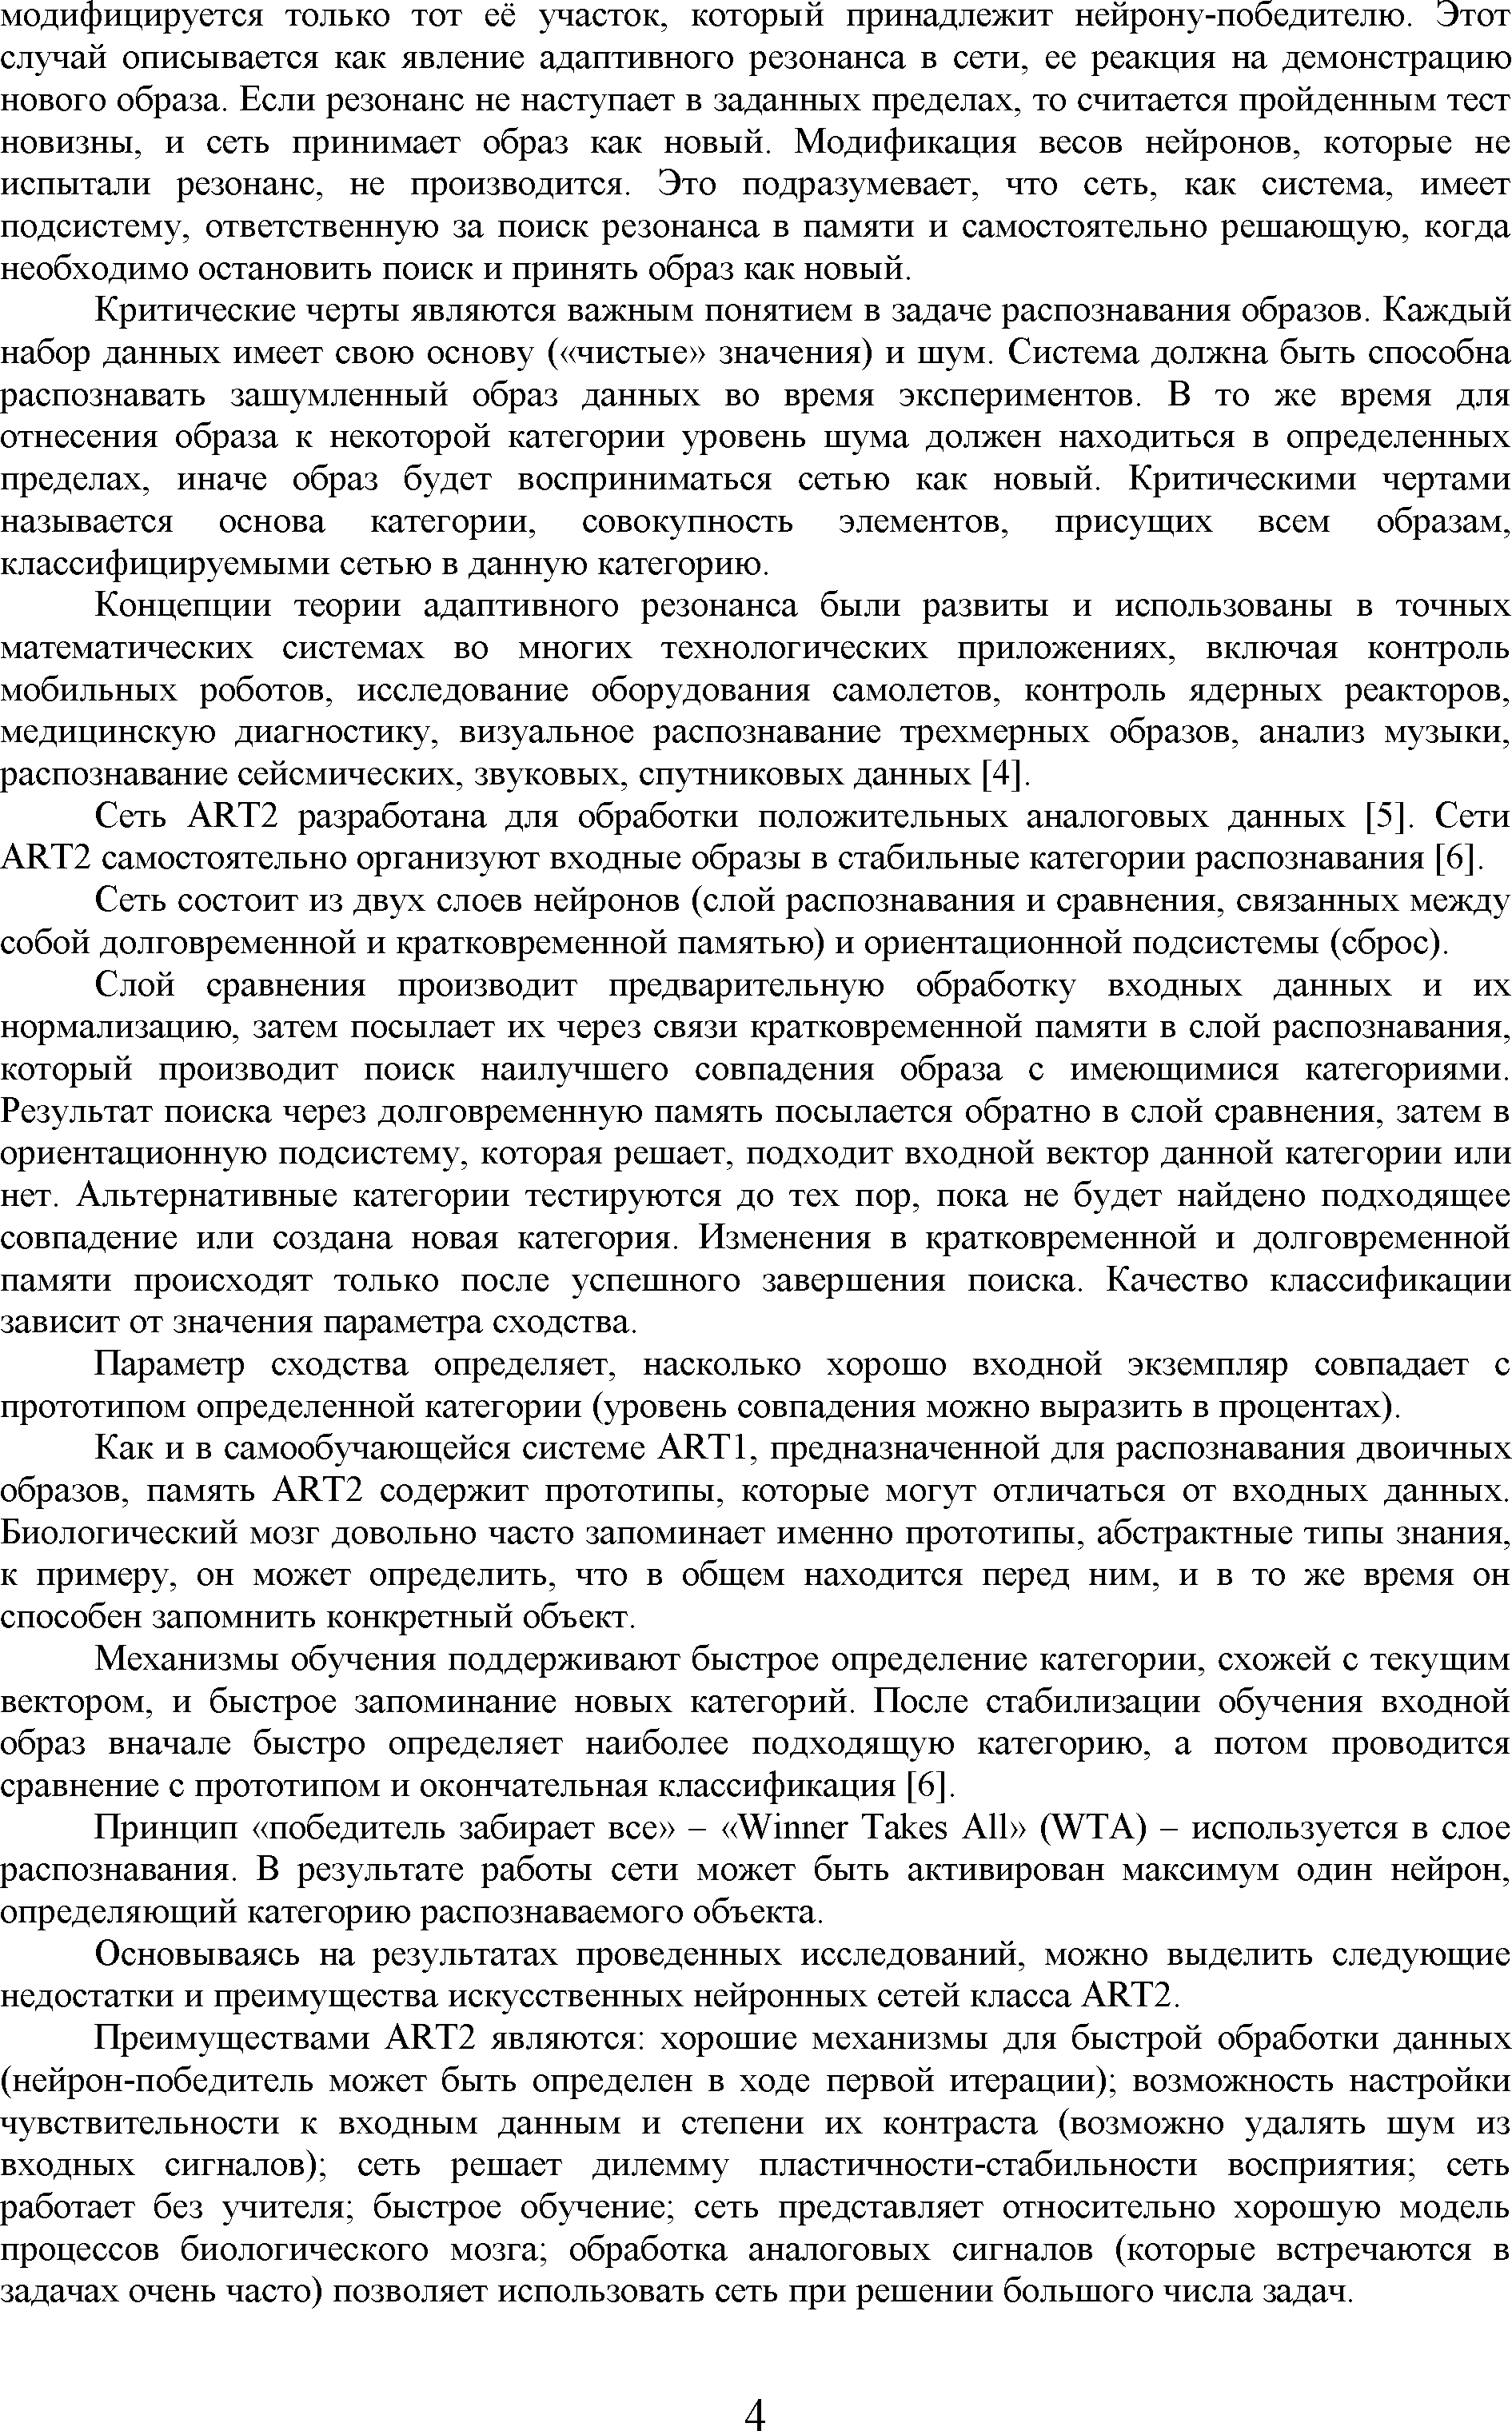 модифицируется только тот её участок, который принадлежит нейрону-победителю. Этот
случай описывается как явление адаптивного резонанса в сети, ее реакция на демонстрацию
нового образа. Если резонанс не наступает в заданных пределах, то считается пройденным тест
новизны, и сеть принимает образ как новый. Модификация весов нейронов, которые не
испытали резонанс, не производится. Это подразумевает, что сеть, как система, имеет
подсистему, ответственную за поиск резонанса в памяти и самостоятельно решающую, когда
необходимо остановить поиск и принять образ как новый.
Критические черты являются важным понятием в задаче распознавания образов. Каждый
набор данных имеет свою основу («чистые» значения) и шум. Система должна быть способна
распознавать зашумленный образ данных во время экспериментов. В то же время для
отнесения образа к некоторой категории уровень шума должен находиться в определенных
пределах, иначе образ будет восприниматься сетью как новый. Критическими чертами
называется основа категории, совокупность элементов, присущих всем образам,
классифицируемыми сетью в данную категорию.
Концепции теории адаптивного резонанса были развиты и использованы в точных
математических системах во многих технологических приложениях, включая контроль
мобильных роботов, исследование оборудования самолетов, контроль ядерных реакторов,
медицинскую диагностику, визуальное распознавание трехмерных образов, анализ музыки,
распознавание сейсмических, звуковых, спутниковых данных [4].
Сеть ART2 разработана для обработки положительных аналоговых данных [5]. Сети
ART2 самостоятельно организуют входные образы в стабильные категории распознавания [6].
Сеть состоит из двух слоев нейронов (слой распознавания и сравнения, связанных между
собой долговременной и кратковременной памятью) и ориентационной подсистемы (сброс).
Слой сравнения производит предварительную обработку входных данных и их
нормализацию, затем посылает их через связи кратковременной памяти в слой распознавания,
который производит поиск наилучшего совпадения образа с имеющимися категориями.
Результат поиска через долговременную память посылается обратно в слой сравнения, затем в
ориентационную подсистему, которая решает, подходит входной вектор данной категории или
нет. Альтернативные категории тестируются до тех пор, пока не будет найдено подходящее
совпадение или создана новая категория. Изменения в кратковременной и долговременной
памяти происходят только после успешного завершения поиска. Качество классификации
зависит от значения параметра сходства.
Параметр сходства определяет, насколько хорошо входной экземпляр совпадает с
прототипом определенной категории (уровень совпадения можно выразить в процентах).
Как и в самообучающейся системе ART1, предназначенной для распознавания двоичных
образов, память ART2 содержит прототипы, которые могут отличаться от входных данных.
Биологический мозг довольно часто запоминает именно прототипы, абстрактные типы знания,
к примеру, он может определить, что в общем находится перед ним, и в то же время он
способен запомнить конкретный объект.
Механизмы обучения поддерживают быстрое определение категории, схожей с текущим
вектором, и быстрое запоминание новых категорий. После стабилизации обучения входной
образ вначале быстро определяет наиболее подходящую категорию, а потом проводится
сравнение с прототипом и окончательная классификация [6].
Принцип «победитель забирает все» – «Winner Takes All» (WTA) – используется в слое
распознавания. В результате работы сети может быть активирован максимум один нейрон,
определяющий категорию распознаваемого объекта.
Основываясь на результатах проведенных исследований, можно выделить следующие
недостатки и преимущества искусственных нейронных сетей класса ART2.
Преимуществами ART2 являются: хорошие механизмы для быстрой обработки данных
(нейрон-победитель может быть определен в ходе первой итерации); возможность настройки
чувствительности к входным данным и степени их контраста (возможно удалять шум из
входных сигналов); сеть решает дилемму пластичности-стабильности восприятия; сеть
работает без учителя; быстрое обучение; сеть представляет относительно хорошую модель
процессов биологического мозга; обработка аналоговых сигналов (которые встречаются в
задачах очень часто) позволяет использовать сеть при решении большого числа задач.
4